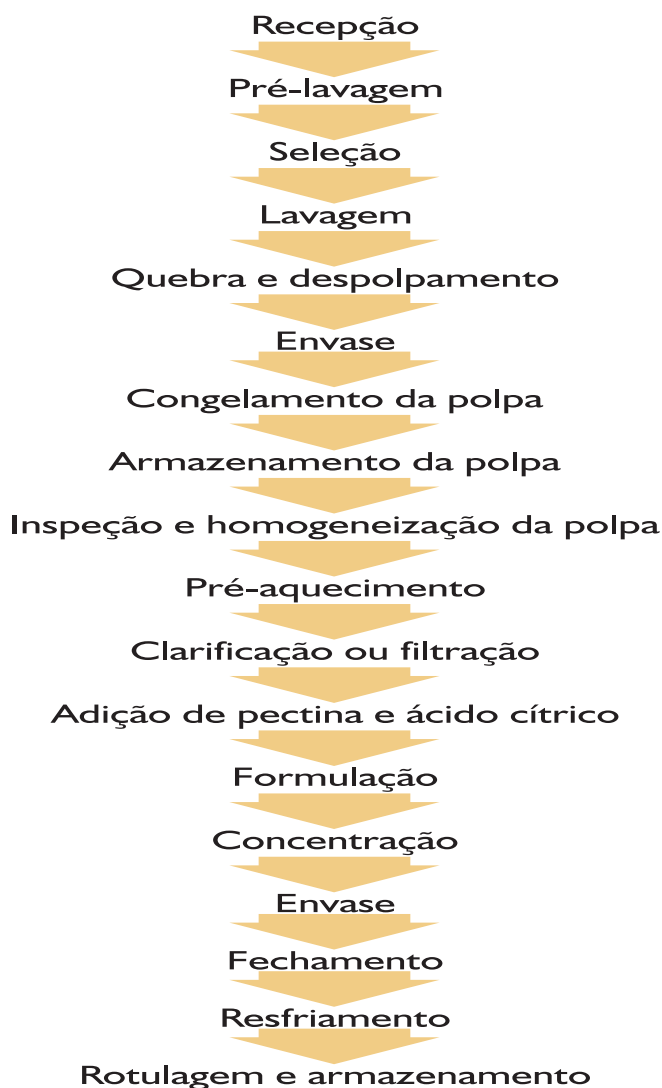 Recepção
Pré-lavagem
Seleção
Lavagem
Quebra e despolpamento
Envase
Congelamento da polpa
Armazenamento da polpa
Inspeção e homogeneização da polpa
Pré-aquecimento
Clarificação ou filtração
Adição de pectina e ácido cítrico
Formulação
Concentração
Envase
Fechamento
Resfriamento
Rotulagem e armazenamento